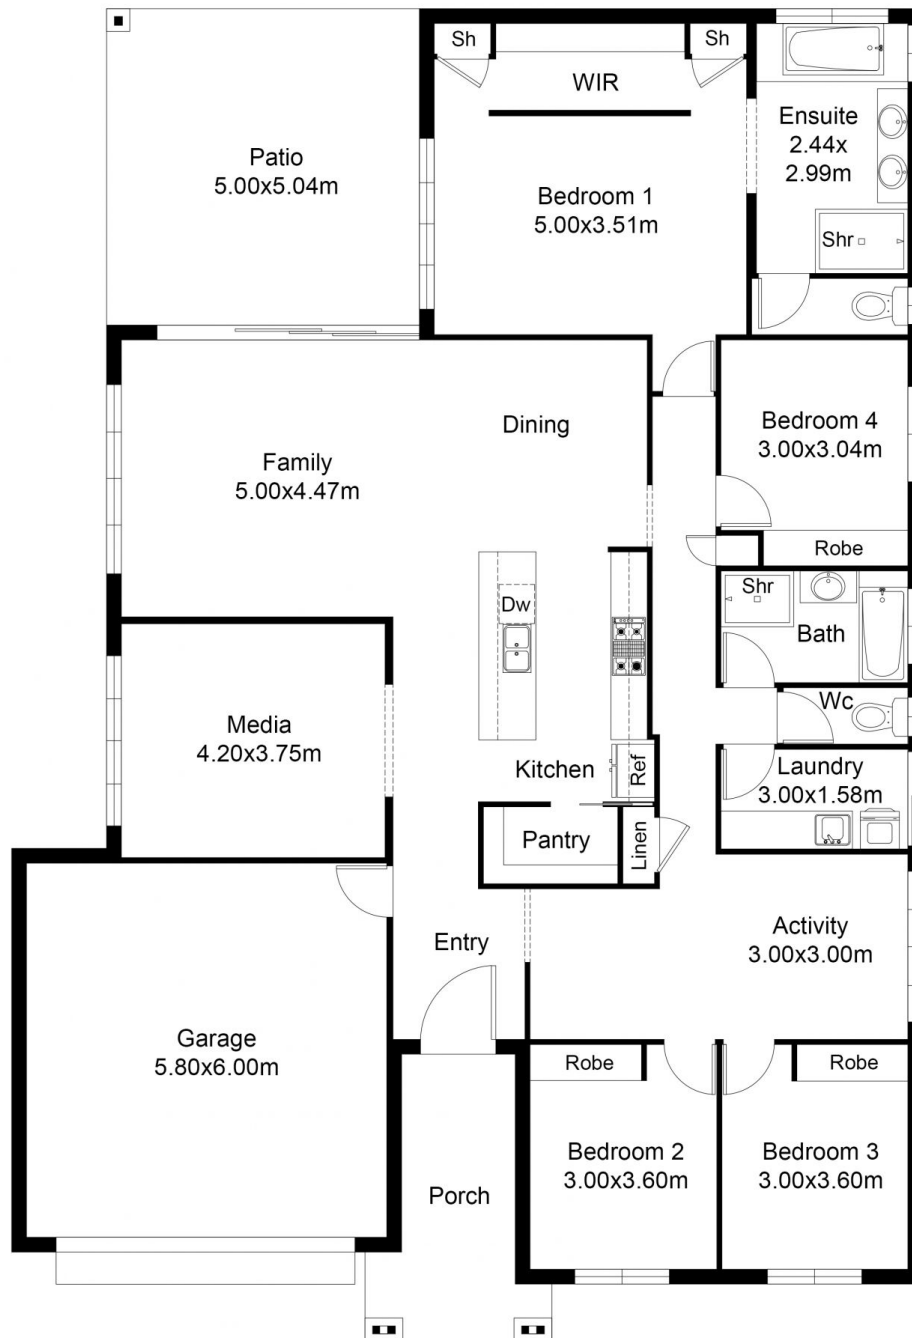 Sh
Sh
WIR
Ensuite
2.44x
2.99m
Patio
5.00x5.04m
Bedroom 1
5.00x3.51m
Shr
Dining
Bedroom 4
3.00x3.04m
Family
5.00x4.47m
Robe
Dw
Shr
Bath
Wc
Media
4.20x3.75m
Kitchen
Ref
Laundry
3.00x1.58m
Pantry
Linen
Entry
Activity
3.00x3.00m
Garage
5.80x6.00m
Robe
Robe
Bedroom 2
3.00x3.60m
Bedroom 3
3.00x3.60m
Porch